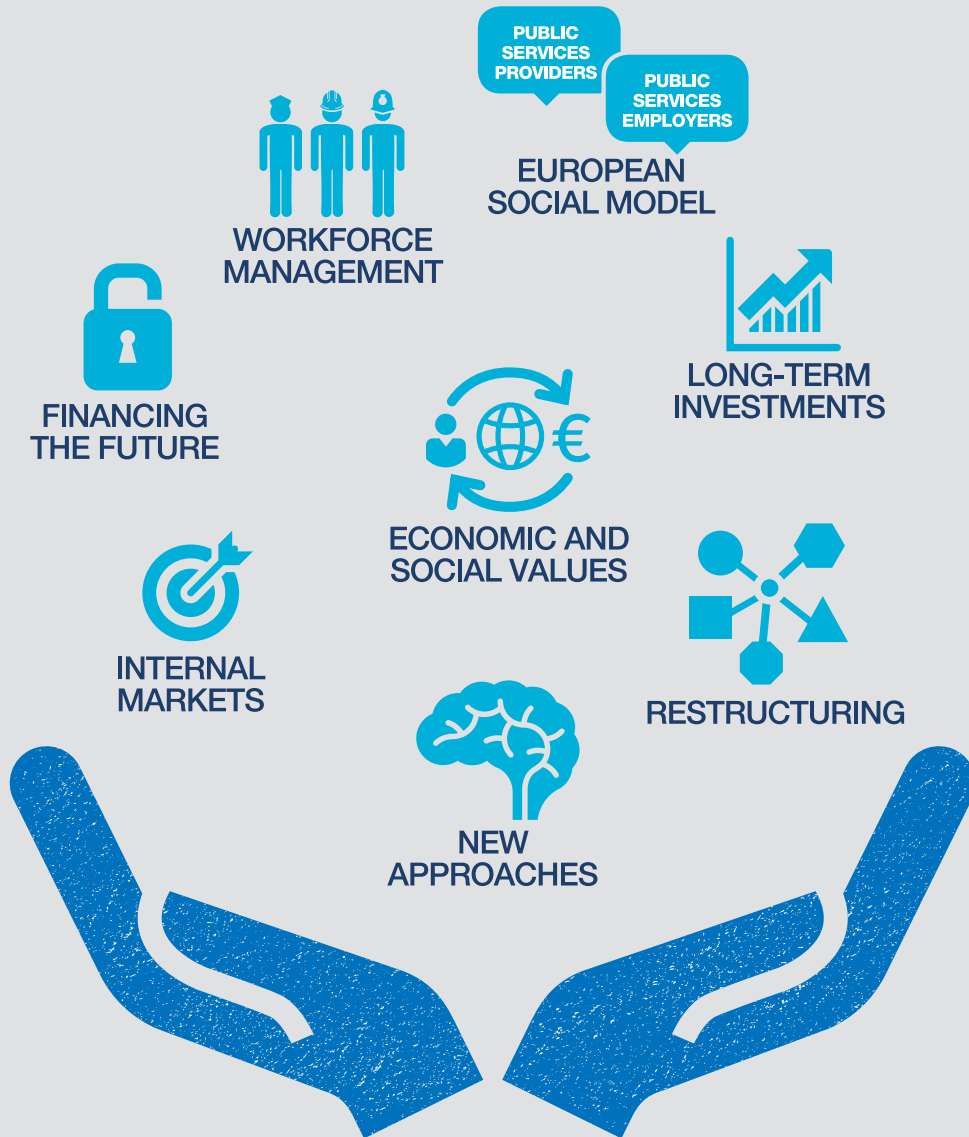 PUBLIC
SERVICES
PROVIDERS
PUBLIC
SERVICES
EMPLOYERS
EUROPEAN
SOCIAL MODEL
WORKFORCE
MANAGEMENT
LONG-TERM
INVESTMENTS
FINANCING
THE FUTURE
€
ECONOMIC AND
SOCIAL VALUES
INTERNAL
MARKETS
RESTRUCTURING
NEW
APPROACHES